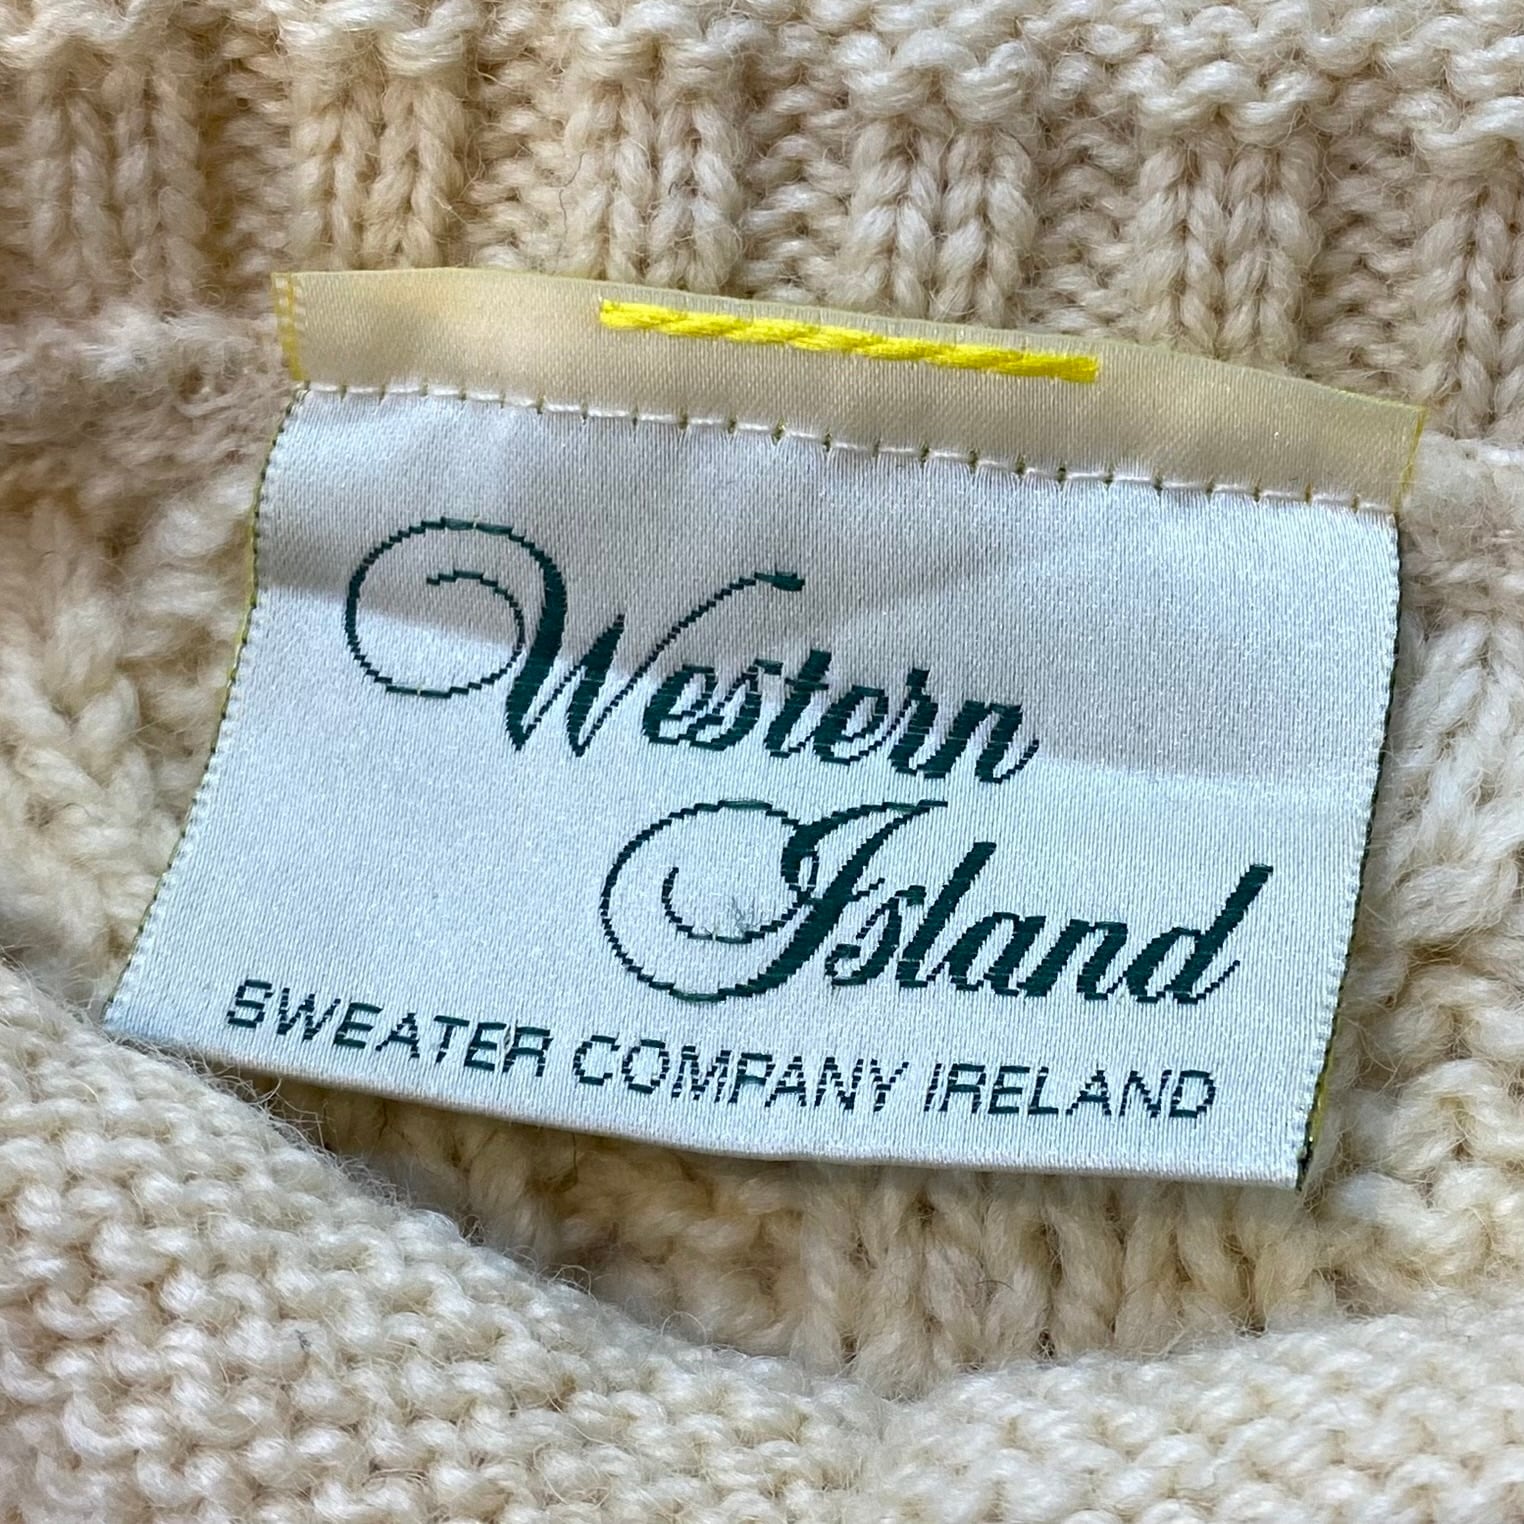 Western
Island
SWEATER COMPANY IRELAND